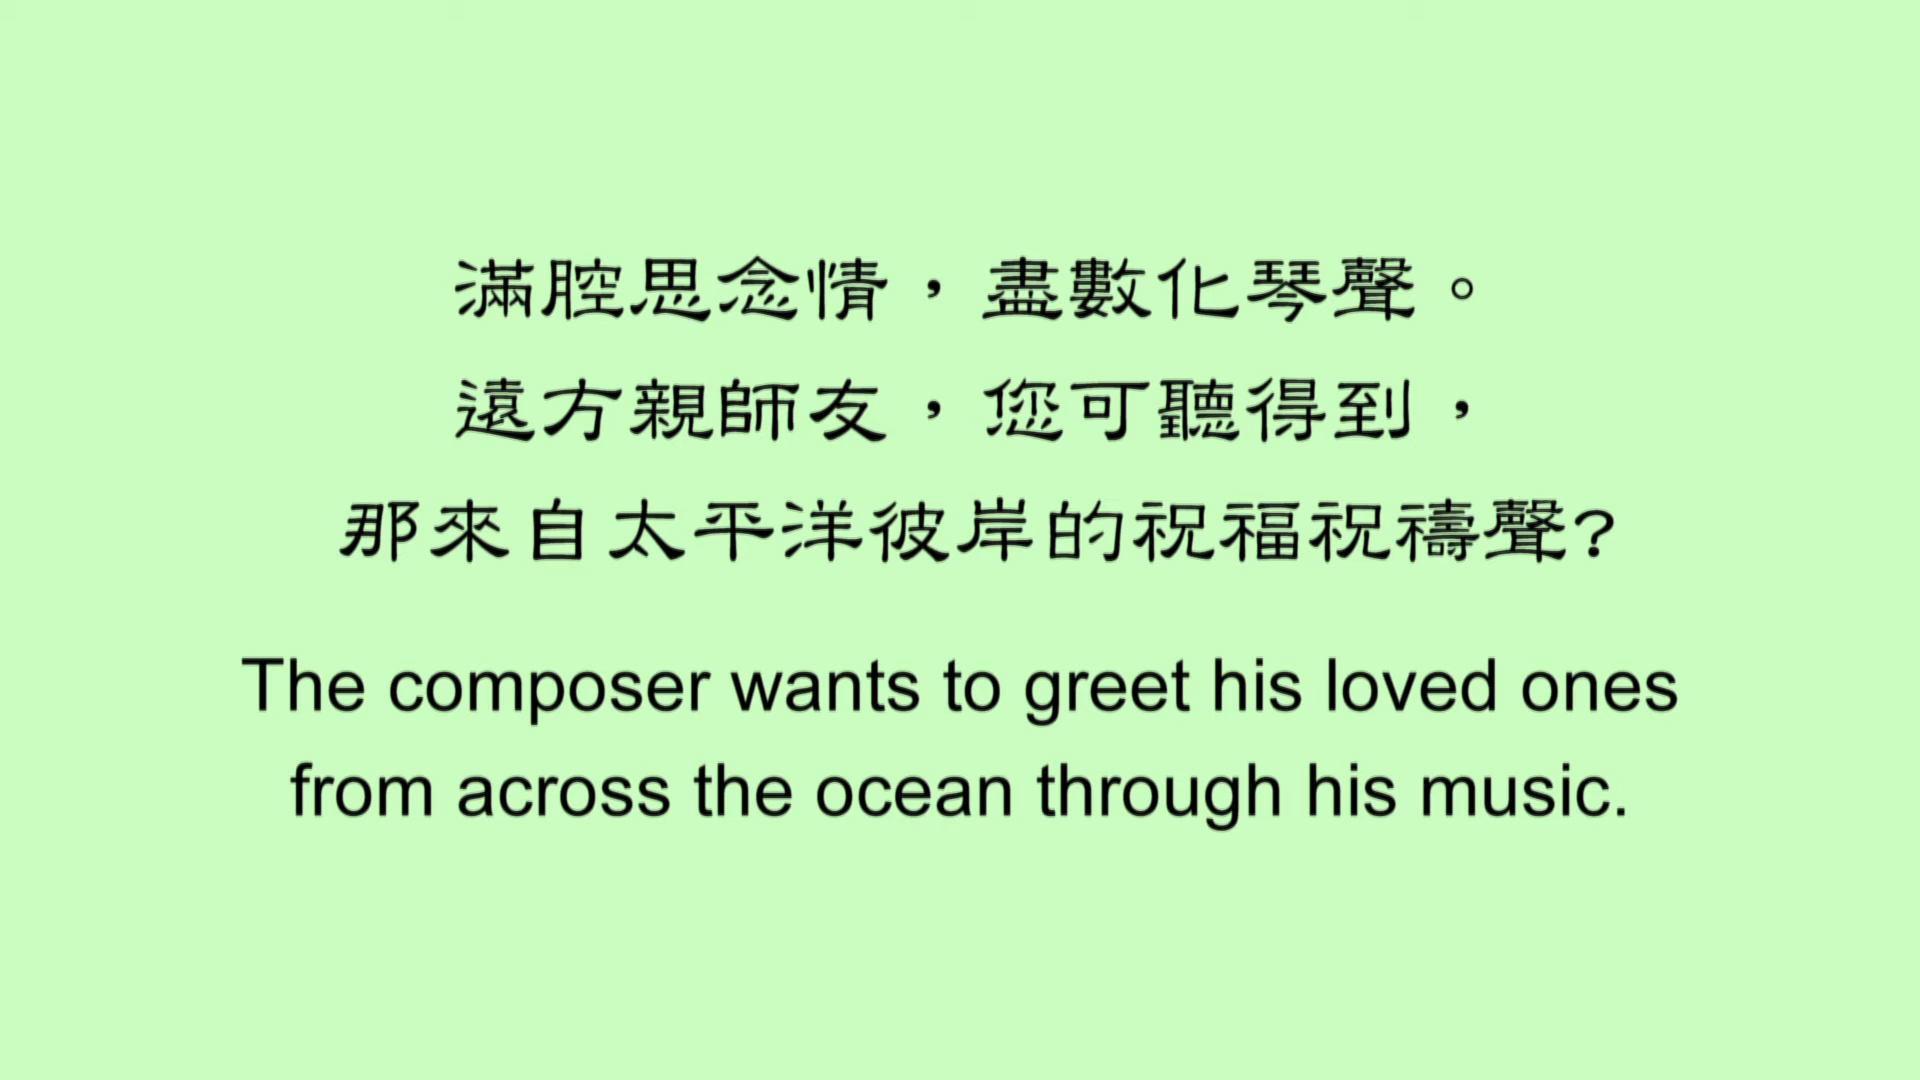 滿腔思念情，盡數化琴聲。
遠方親師友，您可聽得到，
那來自太平洋彼岸的祝福祝禱聲?
The composer wants to greet his loved ones
from across the ocean through his music.